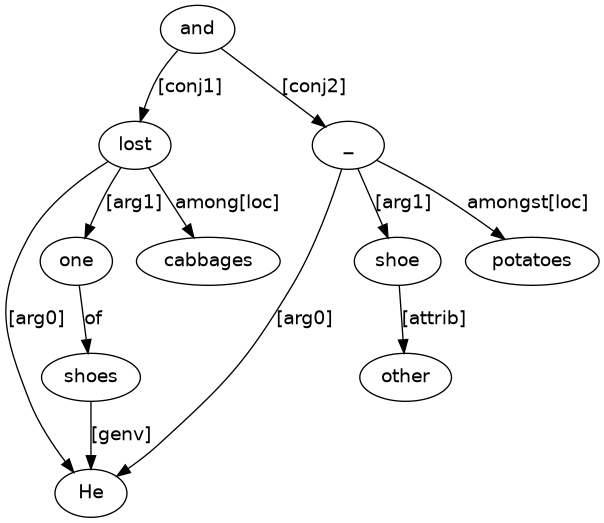 and
[conj1]
[conj2]
lost
_
[arg1]
among[loc]
[arg1]
amongst[loc]
one
cabbages
shoe
potatoes
[arg0]
of
[arg0]
[attrib]
shoes
other
[genv]
He